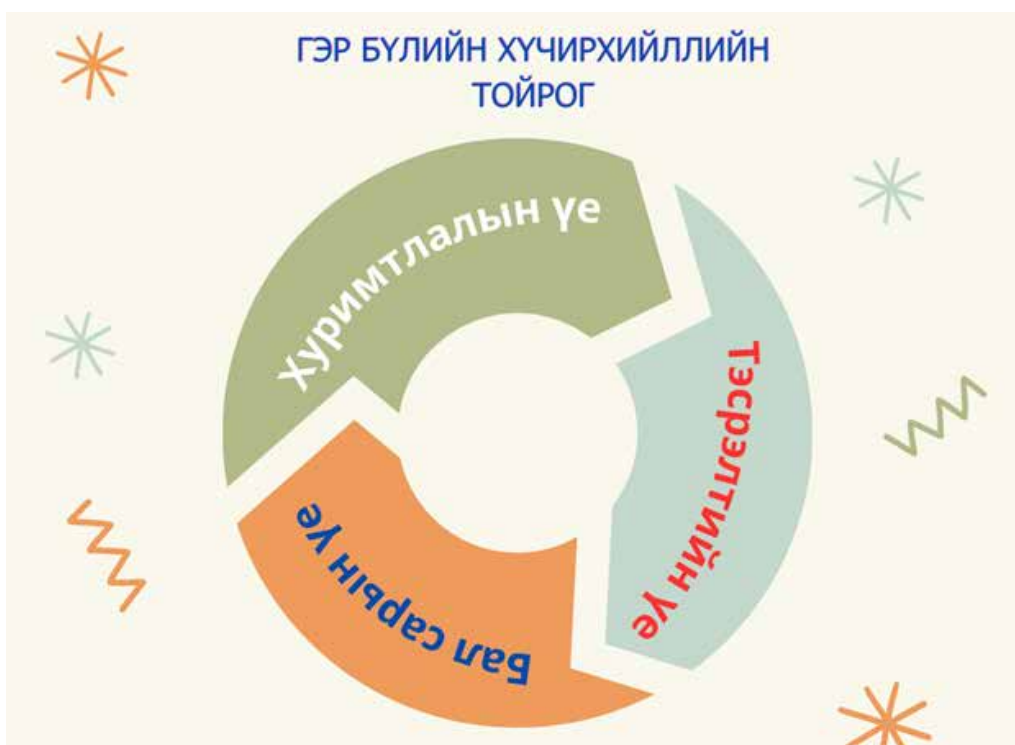 ГЭР БҮЛИЙН ХҮЧИРХИЙЛЛИЙН
ТОЙРОГ
Хуримтлалын үе
Тэсрэлтийн үе
Бал сарын үе